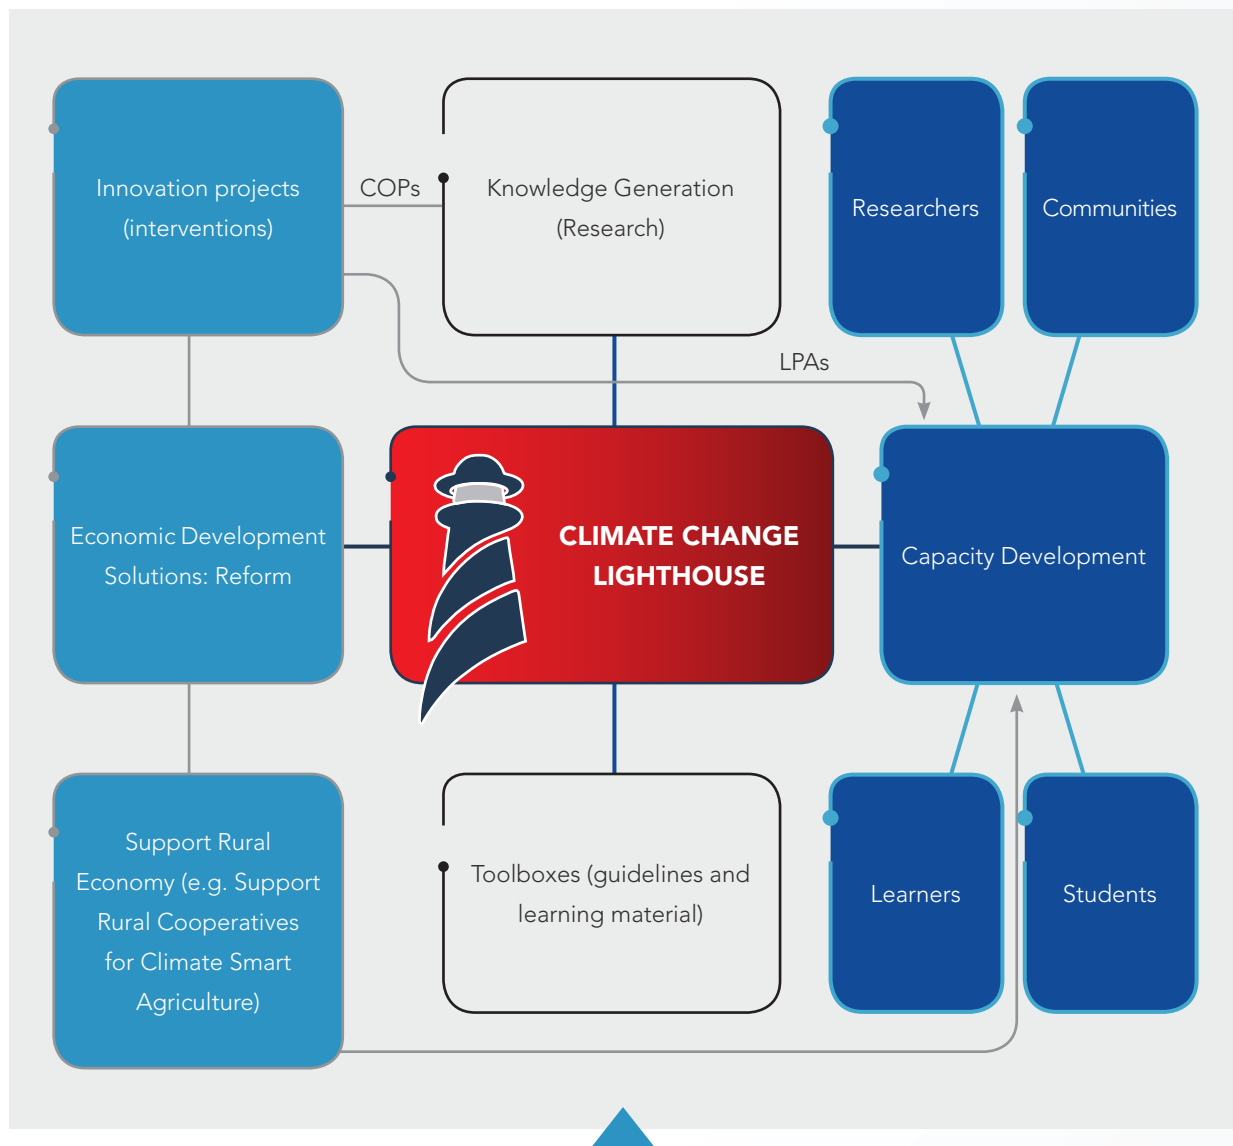 Innovation projects
(interventions)
COPs
Knowledge Generation
(Research)
Researchers
Communities
LPAs
Economic Development
Solutions: Reform
CLIMATE CHANGE
LIGHTHOUSE
Capacity Development
Support Rural
Economy (e.g. Support
Rural Cooperatives
for Climate Smart
Agriculture)
Toolboxes (guidelines and
learning material)
Learners
Students